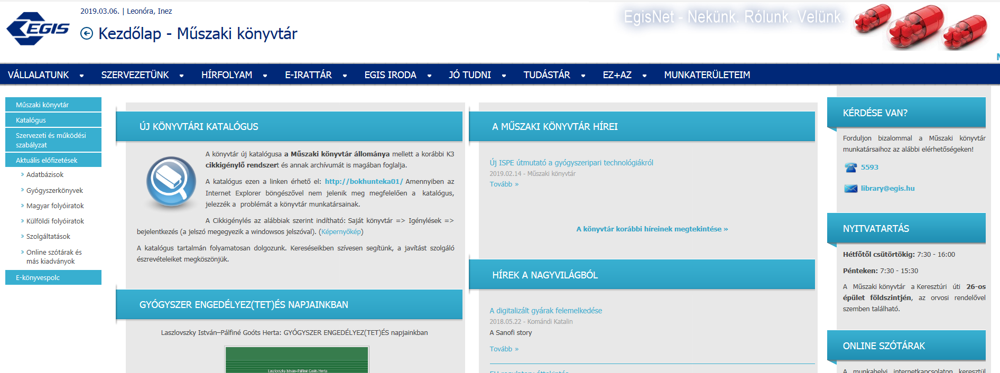 2019.03.06. | Leonóra, Inez
EGIS
Kezdőlap - Műszaki könyvtár
EgisNet - Nekünk. Rólunk. Velünk.
VÁLLALATUNK SZERVEZETÜNK HÍRFOLYAM E-IRATTÁR EGIS IRODA JÓ TUDNI TUDÁSTÁR EZ+AZ MUNKATERÜLETEIM
Műszaki könyvtár
Katalógus
Szervezeti és működési
szabályzat
Aktuális előfizetések
» Adatbázisok
» Gyógyszerkönyvek
» Magyar folyóiratok
» Külföldi folyóiratok
» Szolgáltatások
» Online szótárak és
más kiadványok
E-könyvespolc
ÚJ KÖNYVTÁRI KATALÓGUS
A könyvtár új katalógusa a Műszaki könyvtár állománya mellett a korábbi K3
cikkigénylő rendszert és annak archívumát is magában foglalja.
A katalógus ezen a linken érhető el: http://bokhunteka01/ Amennyiben az
Internet Explorer böngészővel nem jelenik meg megfelelően a katalógus,
jelezzék a problémát a könyvtár munkatársainak.
A Cikkigénylés az alábbiak szerint indítható: Saját könyvtár => Igénylések =>
bejelentkezés (a jelszó megegyezik a windowsos jelszóval). (Képernyőkép)
A katalógus tartalmán folyamatosan dolgozunk. Kereséseikben szívesen segítünk, a javítást szolgáló
észrevételeiket megköszönjük.
GYÓGYSZER ENGEDÉLYEZ(TET)ÉS NAPJAINKBAN
Laszlovszky István–Pálfiné Goóts Herta: GYÓGYSZER ENGEDÉLYEZ(TET)ÉS napjainkban
Laszlovszky István–Pálfiné Goóts Herta
A MŰSZAKI KÖNYVTÁR HÍREI
Új ISPE útmutató a gyógyszeripari technológiákról
2019.02.14 - Műszaki könyvtár
Tovább »
A könyvtár korábbi híreinek megtekintése »
HÍREK A NAGYVILÁGBÓL
A digitalizált gyárak felemelkedése
2018.05.22 - Komándi Katalin
A Sanofi story
Tovább »
EU regulatory áttekintés
KÉRDÉSE VAN?
Forduljon bizalommal a Műszaki könyvtár
munkatársaihoz az alábbi elérhetőségeken!
5593
library@egis.hu
NYITVATARTÁS
Hétfőtől csütörtökig: 7:30 - 16:00
Pénteken: 7:30 - 15:30
A Műszaki könyvtár a Keresztúri úti 26-os
épület földszintjén, az orvosi rendelővel
szemben található.
ONLINE SZÓTÁRAK
A munkahelyi internetkapcsolaton keresztül